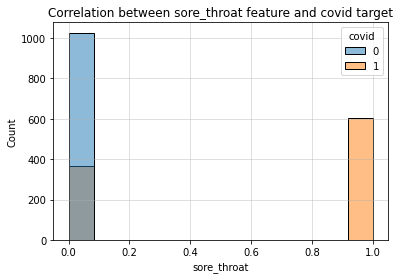 Correlation between sore_throat feature and covid target
covid
0
1
Count
1000
800
600
400
200
0
0.0 0.2 0.4 0.6 0.8 1.0
sore_throat